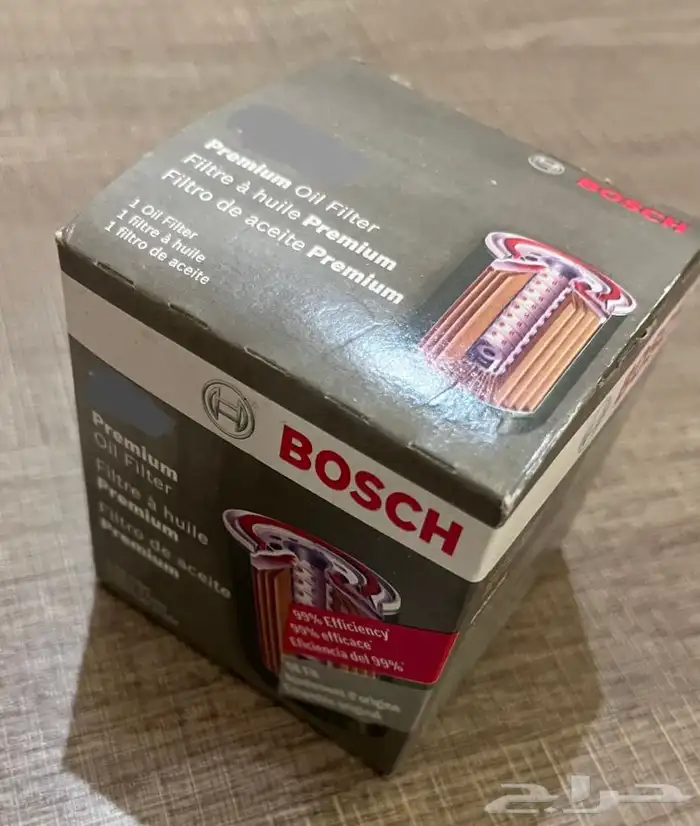 BOSCH
Premium Oil Filter
Filtre à huile Premium
Filtro de aceite Premium
1 Oil Filter
1 filtre à huile
1 filtro de aceite
BOSCH
Premium
Oil Filter
Filtre à huile
Premium
Filtro de aceite
Premium
99% Efficiency
99% efficace
Eficiencia del 99%
Fit
d'origine
حراج